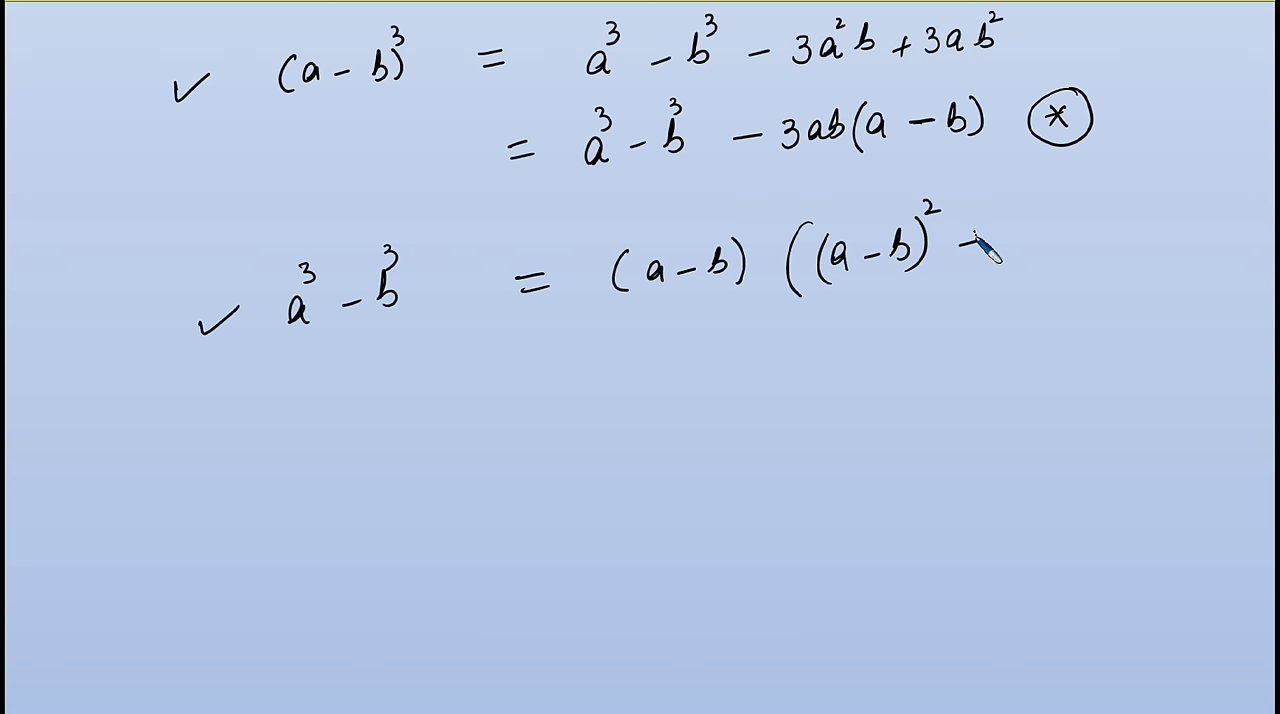 ✓ (a - b)³ = a³ - b³ - 3a²b + 3ab²
= a³ - b³ - 3ab(a - b) ⊛
✓ a³ - b³ = (a - b) ((a - b)² -